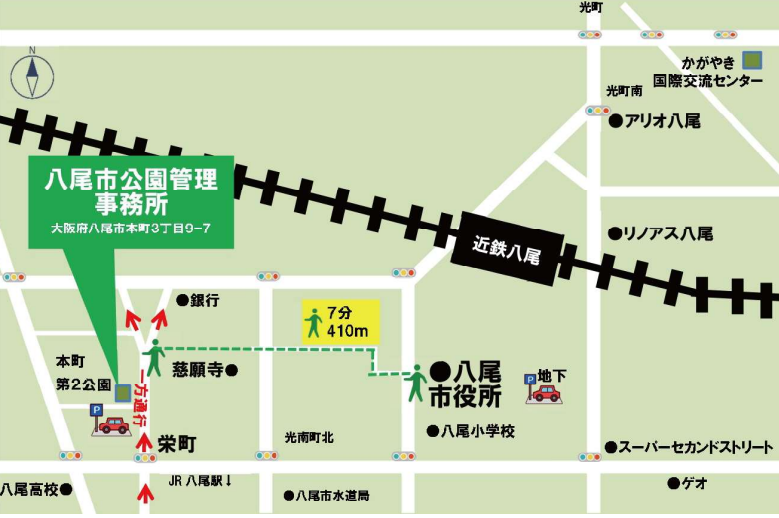 光町
N
かがやき
国際交流センター
光町南
アリオ八尾
八尾市公園管理
事務所
大阪府八尾市本町3丁目9-7
リノアス八尾
近鉄八尾
銀行
7分
410m
本町
第2公園
慈願寺
一方通行
八尾
市役所
P
地下
P
栄町
光南町北
八尾小学校
スーパーセカンドストリート
八尾高校
JR 八尾駅↓
八尾市水道局
ゲオ